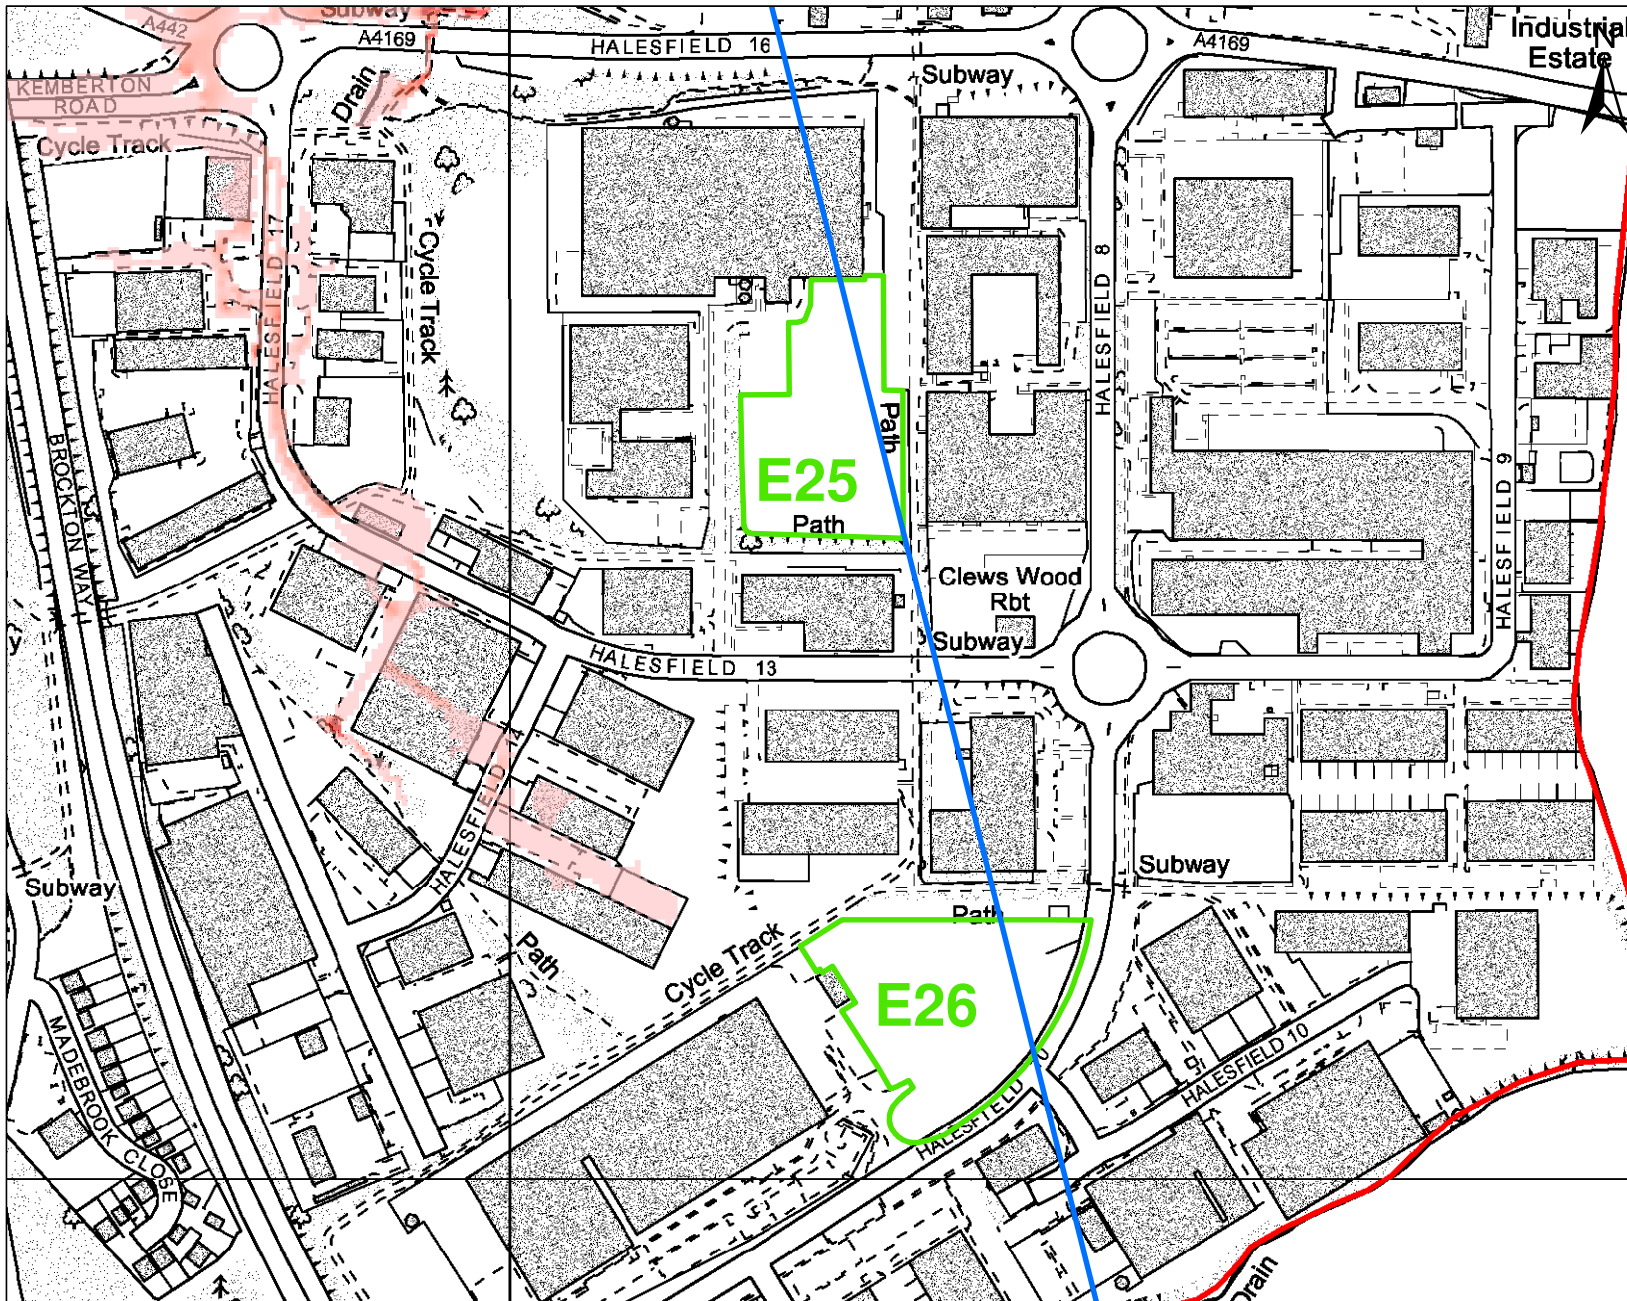 Subway
A442
A4169
HALESFIELD 16
A4169
Industrial
Estate
N
KEMBERTON
ROAD
Drain
Subway
Cycle Track
HALESFIELD 17
Cycle Track
HALESFIELD 8
Path
BROCKTON WAY
E25
Path
HALESFIELD 9
Clews Wood
Rbt
Subway
HALESFIELD 13
HALESFIELD 14
Subway
Subway
Path
Cycle Track
Path
E26
HALESFIELD 10
MADEBROOK CLOSE
HALESFIELD
Drain